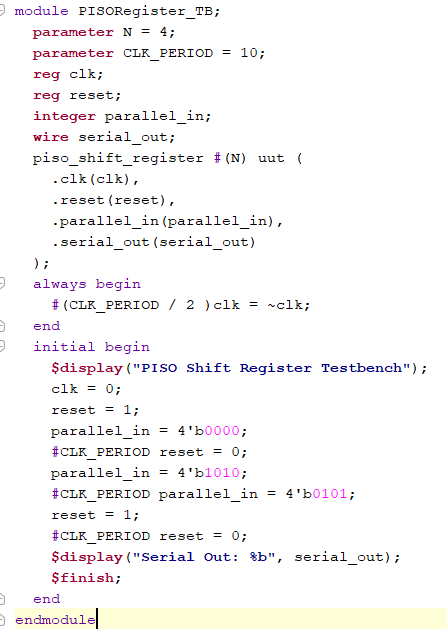 module PISORegister_TB;
parameter N = 4;
parameter CLK_PERIOD = 10;
reg clk;
reg reset;
integer parallel_in;
wire serial_out;
piso_shift_register #(N) uut (
.clk(clk),
.reset(reset),
.parallel_in(parallel_in),
.serial_out(serial_out)
);
always begin
#(CLK_PERIOD / 2 )clk = ~clk;
end
initial begin
$display("PISO Shift Register Testbench");
clk = 0;
reset = 1;
parallel_in = 4'b0000;
#CLK_PERIOD reset = 0;
parallel_in = 4'b1010;
#CLK_PERIOD parallel_in = 4'b0101;
reset = 1;
#CLK_PERIOD reset = 0;
$display("Serial Out: %b", serial_out);
$finish;
end
endmodule